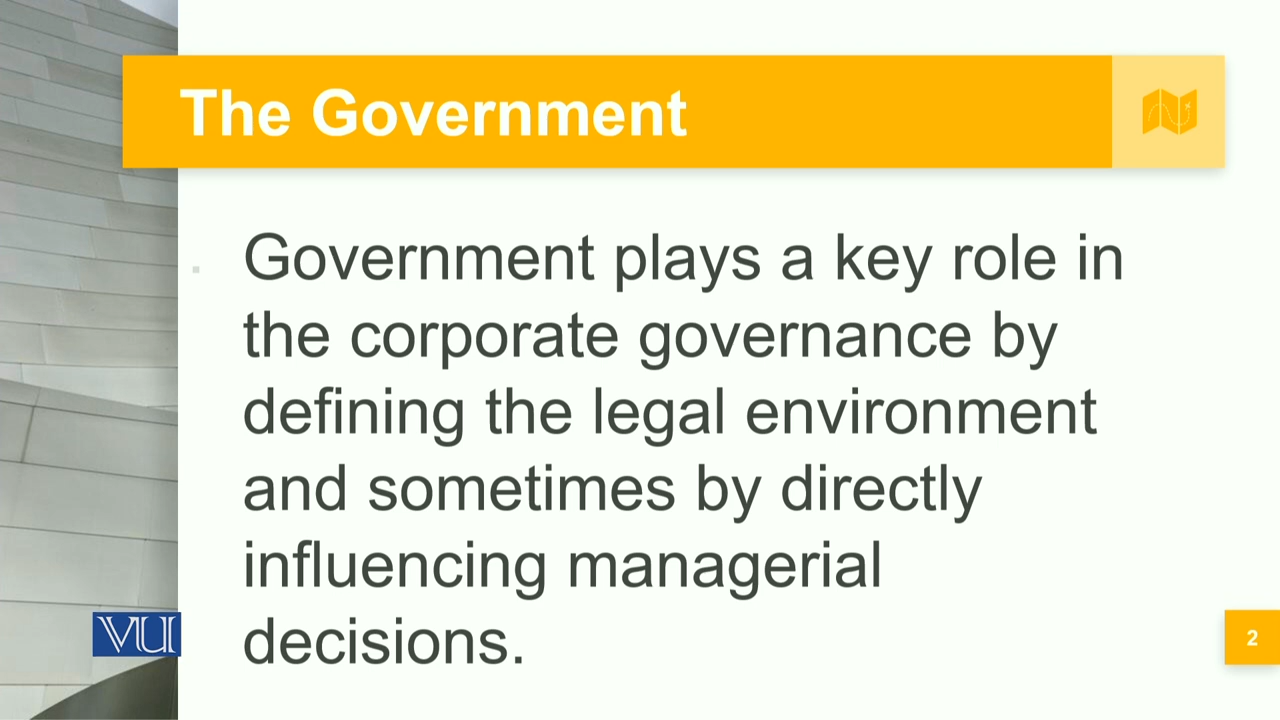 The Government
Government plays a key role in
the corporate governance by
defining the legal environment
and sometimes by directly
influencing managerial
decisions.
VU
2